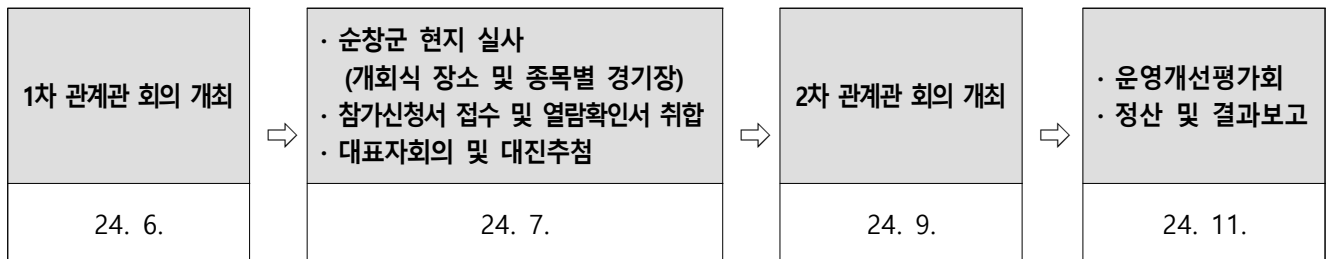 1차 관계관 회의 개최
⇨
· 순창군 현지 실사
(개회식 장소 및 종목별 경기장)
· 참가신청서 접수 및 열람확인서 취합
· 대표자회의 및 대진추첨
⇨
2차 관계관 회의 개최
⇨
· 운영개선평가회
· 정산 및 결과보고
24. 6.
24. 7.
24. 9.
24. 11.